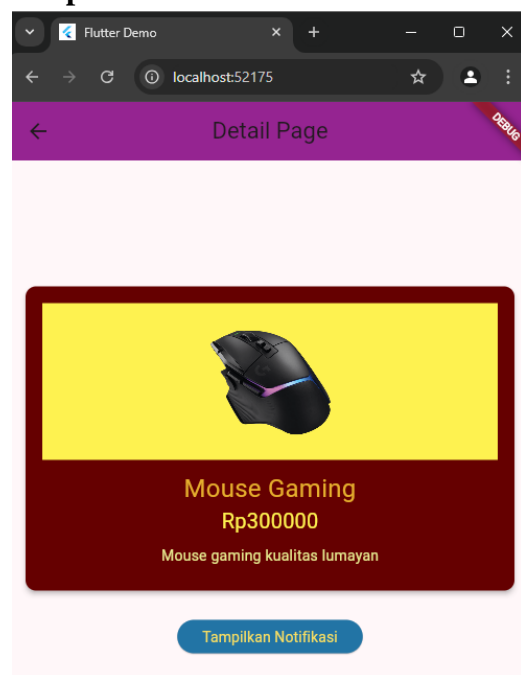 Flutter Demo
localhost:52175
Detail Page
DEBUG
Mouse Gaming
Rp300000
Mouse gaming kualitas lumayan
Tampilkan Notifikasi